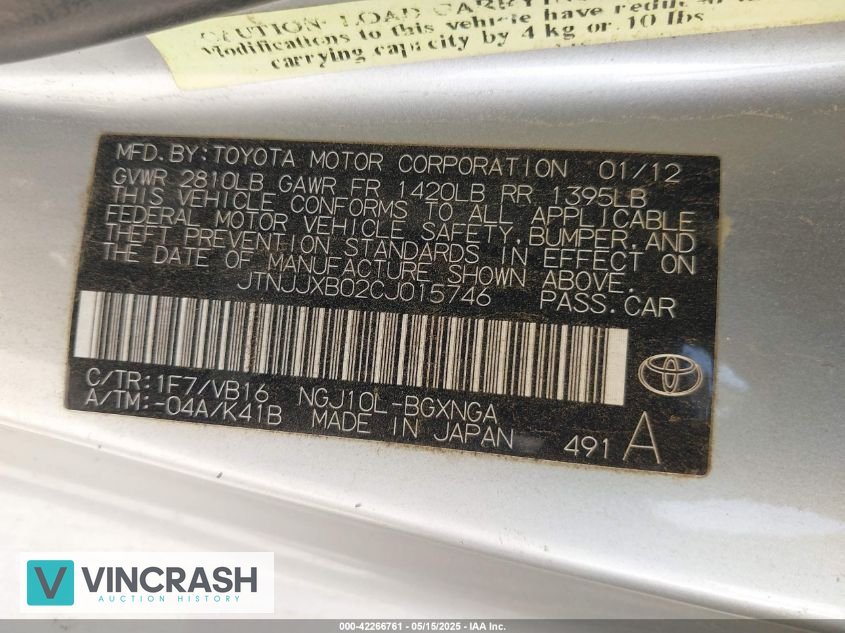 CAUTION: LOAD CARRYING
Modifications to this vehicle have reduced
carrying capacity by 4 kg or 10 lbs
MFD. BY: TOYOTA MOTOR CORPORATION 01/12
GVWR 2810LB GAWR FR 1420LB RR 1395LB
THIS VEHICLE CONFORMS TO ALL APPLICABLE
FEDERAL MOTOR VEHICLE SAFETY, BUMPER, AND
THEFT PREVENTION STANDARDS IN EFFECT ON
THE DATE OF MANUFACTURE SHOWN ABOVE.
JTNJJXB02CJ015746 PASS. CAR
C/TR: 1F7/VB16 NGJ10L-BGXNGA
A/TM: -04A/K41B MADE IN JAPAN 491 A
V VINCRASH
AUCTION HISTORY
000-42266761 - 05/15/2025 - IAA Inc.